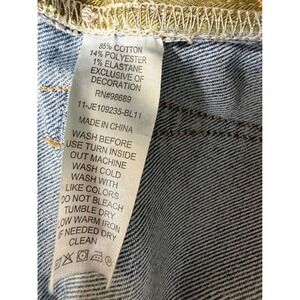 85% COTTON
14% POLYESTER
1% ELASTANE
EXCLUSIVE OF
DECORATION
RN#98689
11-JE109235-BL11
MADE IN CHINA
WASH BEFORE
USE TURN INSIDE
OUT MACHINE
WASH COLD
WASH WITH
LIKE COLORS
DO NOT BLEACH
TUMBLE DRY
LOW WARM IRON
IF NEEDED DRY
CLEAN